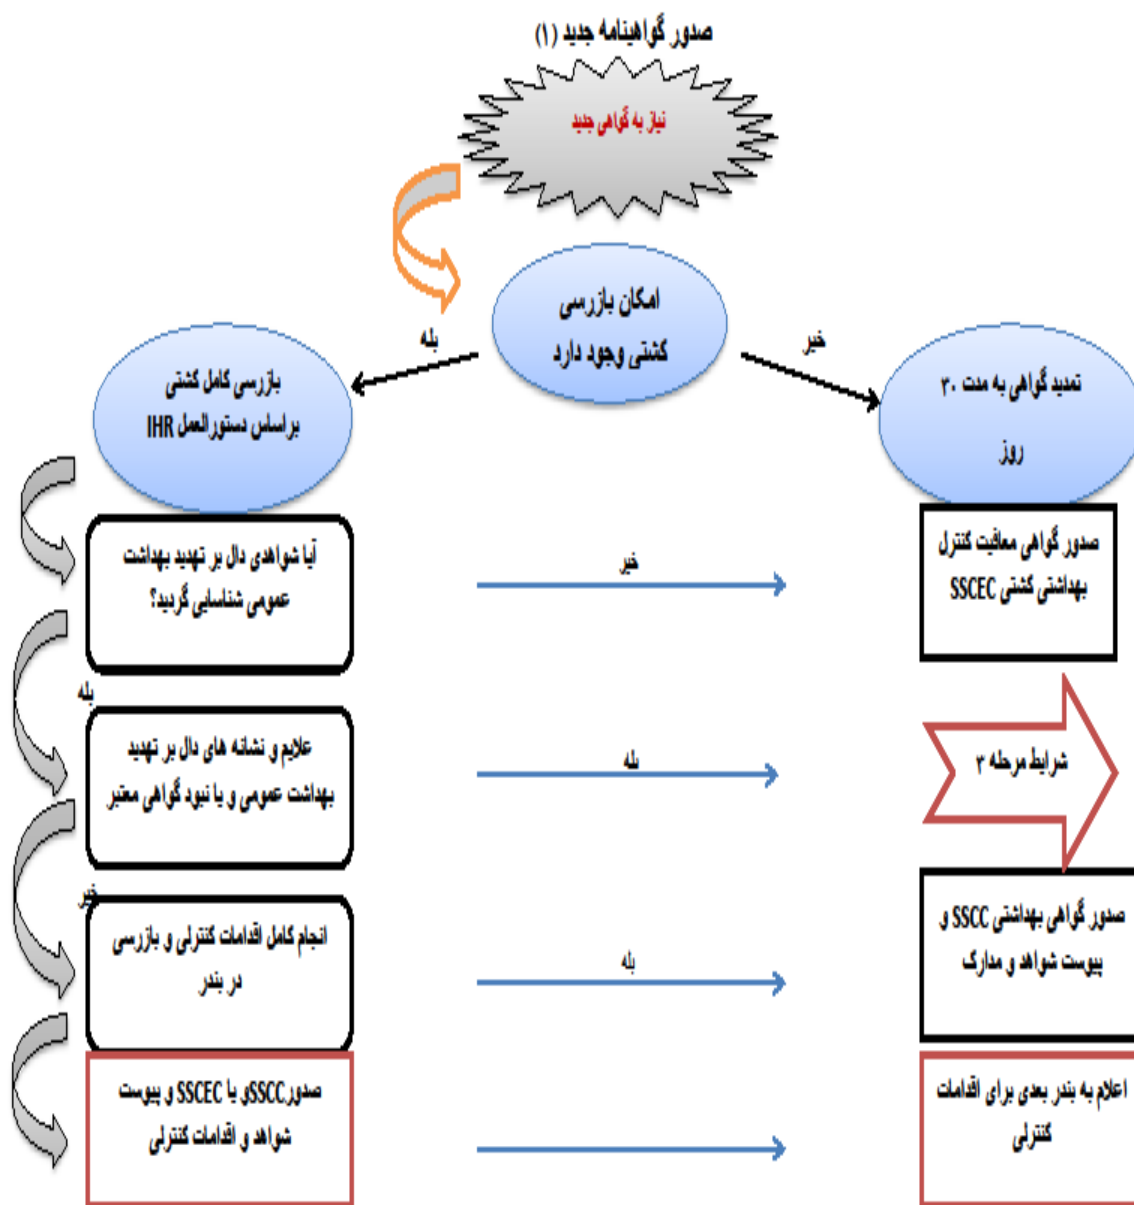 صدور گواهینامه جدید (۱)
نیاز به گواهی جدید
امکان بازرسی
کشتی وجود دارد
خیر
بله
تمدید گواهی به مدت ۳۰
روز
بازرسی کامل کشتی
براساس دستورالعمل IHR
آیا شواهدی دال بر تهدید بهداشت
عمومی شناسایی گردید؟
خیر
صدور گواهی معافیت کنترل
بهداشتی کشتی SSCEC
بله
علایم و نشانه های دال بر تهدید
بهداشت عمومی و یا نبود گواهی معتبر
بله
شرایط مرحله ۳
خیر
انجام کامل اقدامات کنترلی و بازرسی
در بندر
بله
صدور گواهی بهداشتی SSCC و
پیوست شواهد و مدارک
صدور SSCCو یا SSCEC و پیوست
شواهد و اقدامات کنترلی
اعلام به بندر بعدی برای اقدامات
کنترلی